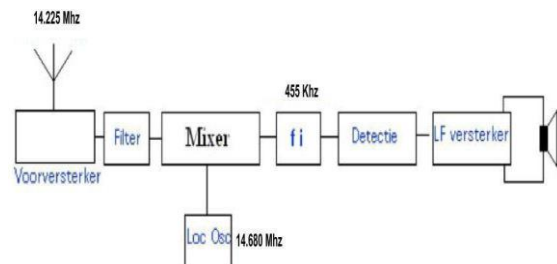 14.225 Mhz
455 Khz
Filter
Mixer
f i
Detectie
LF versterker
Voorversterker
Loc Osc
14.680 Mhz